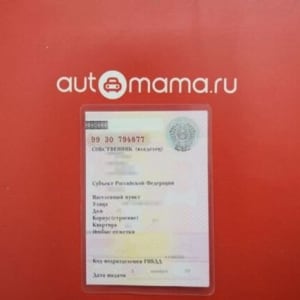 automama.ru
99 30 794677
СОБСТВЕННИК (владелец)
Субъект Российской Федерации
Населенный пункт
Улица
Дом
Корпус(строение)
Квартира
Особые отметки
Код подразделения ГИБДД
Дата выдачи